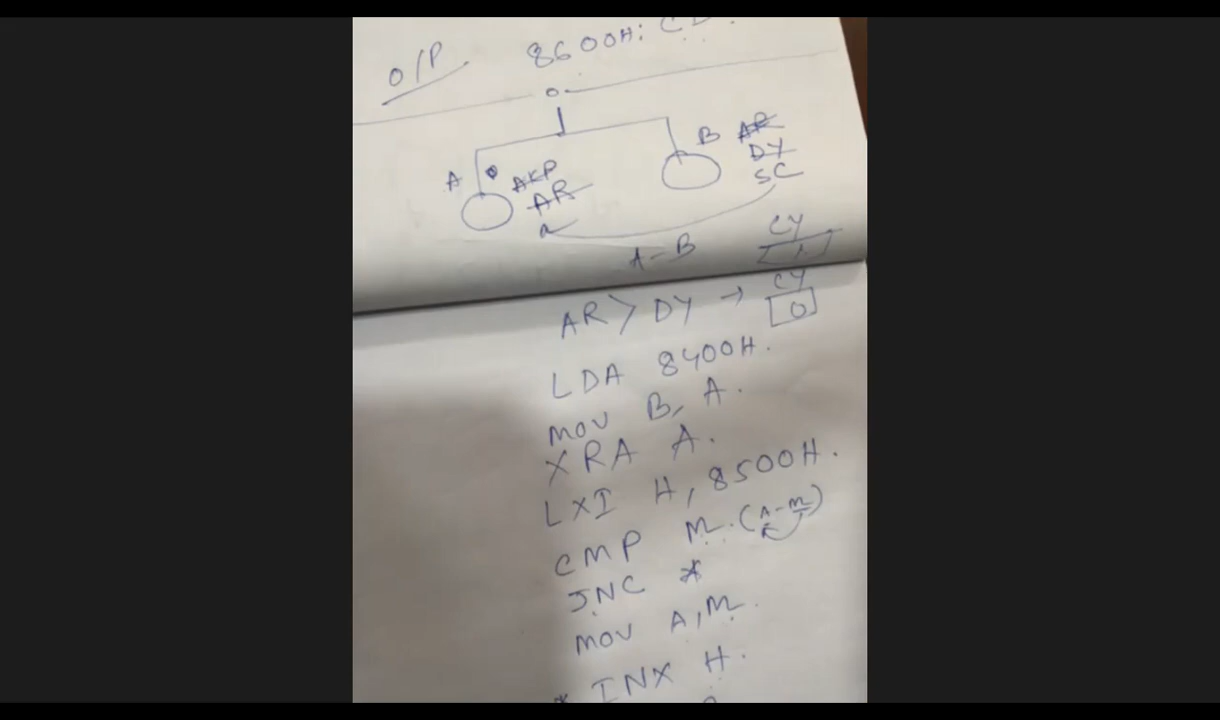 O/P 8600H:
A AKP B AR
AR DY
SC
A-B CY
AR > DY → CY
0
LDA 8400H.
MOV B, A.
XRA A.
LXI H, 8500H.
CMP M. (A-M)
JNC *
MOV A, M.
* INX H.